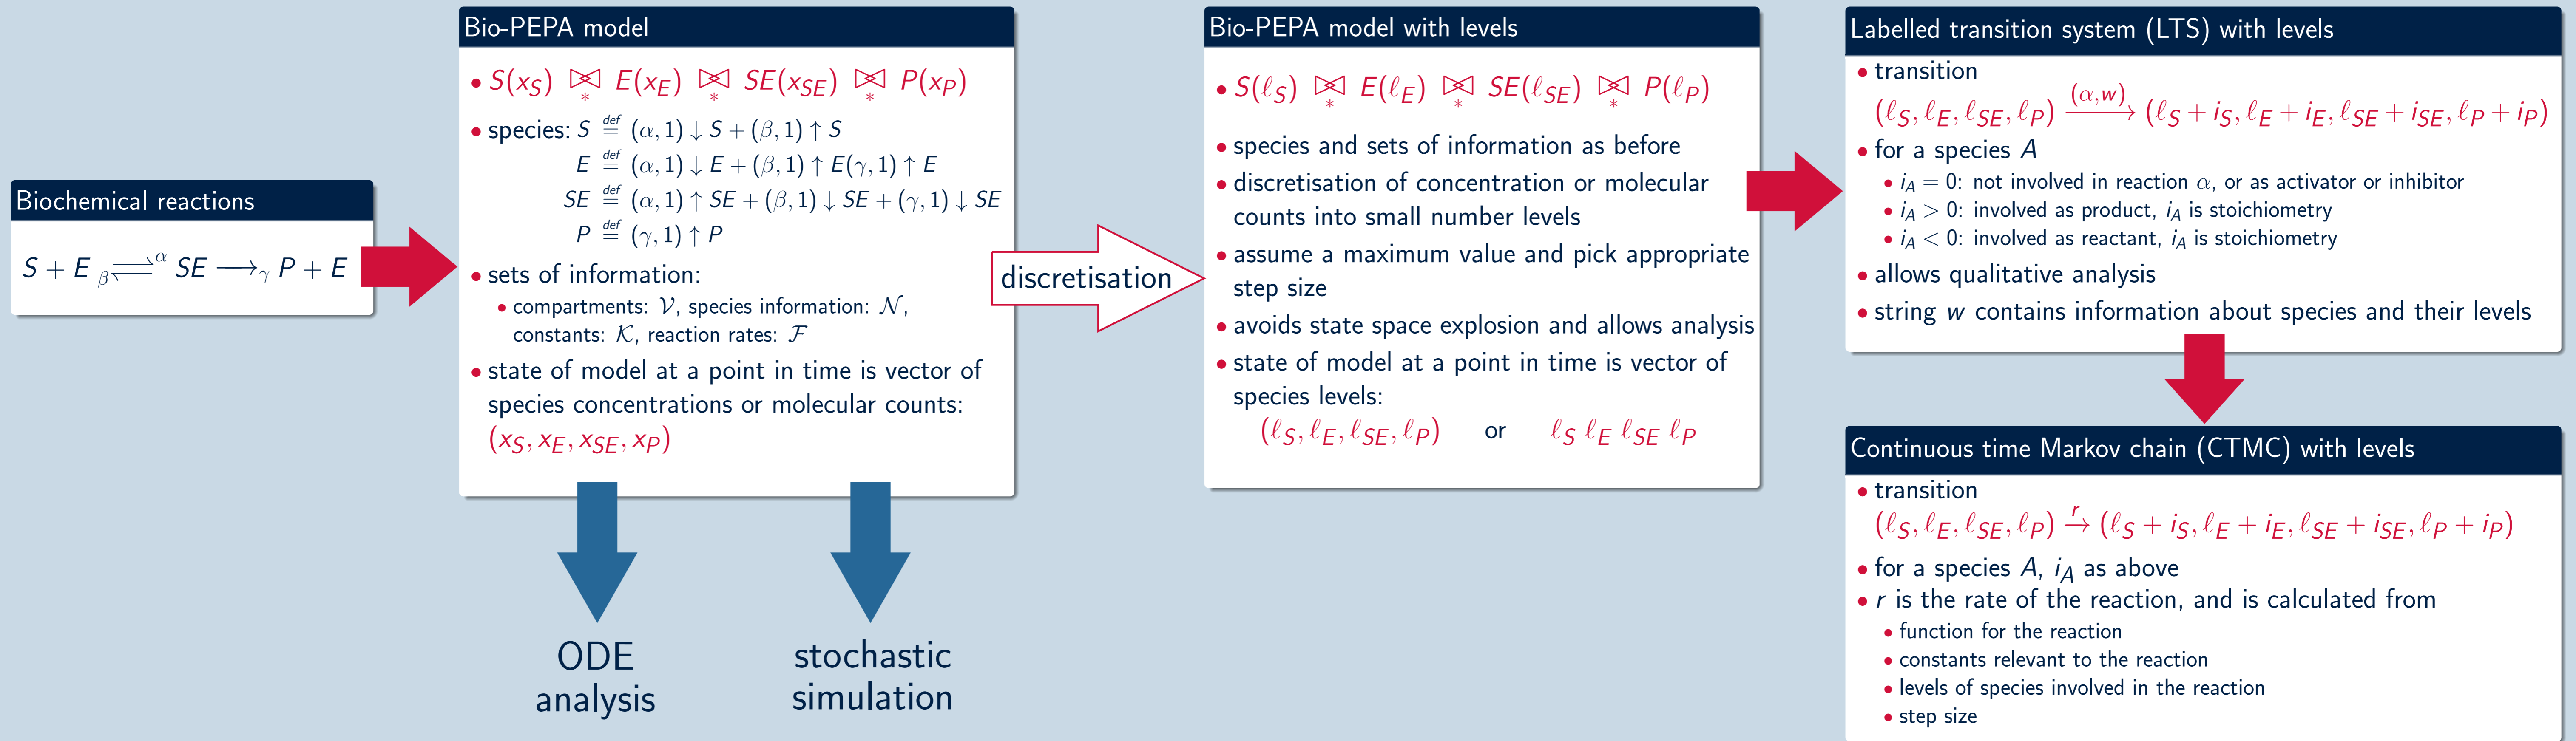 Biochemical reactions
S + E β ⇌ α SE ⟶γ P + E
Bio-PEPA model
• S(xS) ⋈* E(xE) ⋈* SE(xSE) ⋈* P(xP)
• species: S def= (α, 1) ↓ S + (β, 1) ↑ S
E def= (α, 1) ↓ E + (β, 1) ↑ E(γ, 1) ↑ E
SE def= (α, 1) ↑ SE + (β, 1) ↓ SE + (γ, 1) ↓ SE
P def= (γ, 1) ↑ P
• sets of information:
• compartments: 𝒱, species information: 𝒩,
constants: 𝒦, reaction rates: ℱ
• state of model at a point in time is vector of
species concentrations or molecular counts:
(xS, xE, xSE, xP)
ODE
analysis
stochastic
simulation
discretisation
Bio-PEPA model with levels
• S(ℓS) ⋈* E(ℓE) ⋈* SE(ℓSE) ⋈* P(ℓP)
• species and sets of information as before
• discretisation of concentration or molecular
counts into small number levels
• assume a maximum value and pick appropriate
step size
• avoids state space explosion and allows analysis
• state of model at a point in time is vector of
species levels:
(ℓS, ℓE, ℓSE, ℓP) or ℓS ℓE ℓSE ℓP
Labelled transition system (LTS) with levels
• transition
(ℓS, ℓE, ℓSE, ℓP) —(α,w)→ (ℓS + iS, ℓE + iE, ℓSE + iSE, ℓP + iP)
• for a species A
• iA = 0: not involved in reaction α, or as activator or inhibitor
• iA > 0: involved as product, iA is stoichiometry
• iA < 0: involved as reactant, iA is stoichiometry
• allows qualitative analysis
• string w contains information about species and their levels
Continuous time Markov chain (CTMC) with levels
• transition
(ℓS, ℓE, ℓSE, ℓP) —r→ (ℓS + iS, ℓE + iE, ℓSE + iSE, ℓP + iP)
• for a species A, iA as above
• r is the rate of the reaction, and is calculated from
• function for the reaction
• constants relevant to the reaction
• levels of species involved in the reaction
• step size